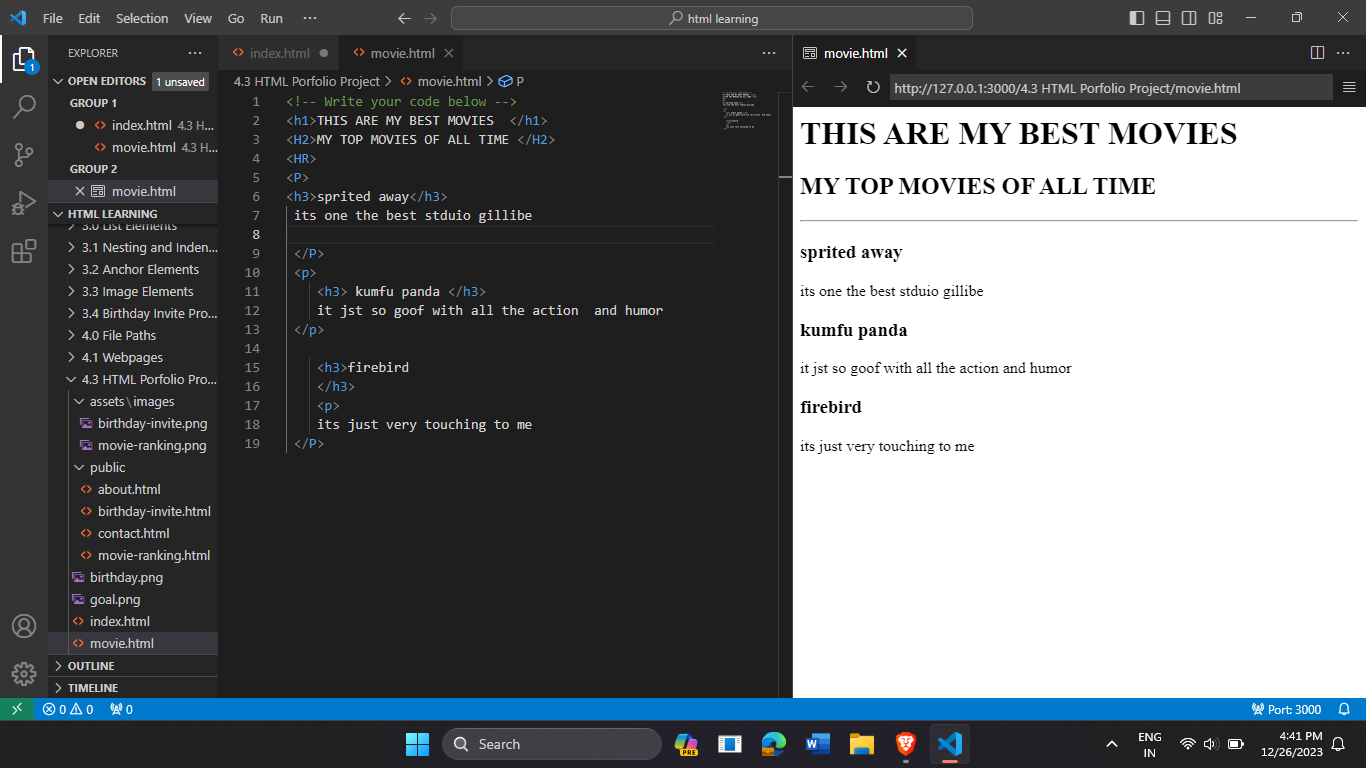 File Edit Selection View Go Run ··· html learning
EXPLORER ···
OPEN EDITORS 1 unsaved
GROUP 1
index.html 4.3 H...
movie.html 4.3 H...
GROUP 2
movie.html
HTML LEARNING
3.0 List Elements
3.1 Nesting and Inden...
3.2 Anchor Elements
3.3 Image Elements
3.4 Birthday Invite Pro...
4.0 File Paths
4.1 Webpages
4.3 HTML Porfolio Pro...
assets\images
birthday-invite.png
movie-ranking.png
public
about.html
birthday-invite.html
contact.html
movie-ranking.html
birthday.png
goal.png
index.html
movie.html
OUTLINE
TIMELINE
1
index.html movie.html ···
4.3 HTML Porfolio Project > movie.html > P
1 <!-- Write your code below -->
2 <h1>THIS ARE MY BEST MOVIES  </h1>
3 <H2>MY TOP MOVIES OF ALL TIME </H2>
4 <HR>
5 <P>
6 <h3>sprited away</h3>
7 its one the best stduio gillibe
8
9 </P>
10 <p>
11 <h3> kumfu panda </h3>
12 it jst so goof with all the action  and humor
13 </p>
14
15 <h3>firebird
16 </h3>
17 <p>
18 its just very touching to me
19 </P>
movie.html ···
http://127.0.0.1:3000/4.3 HTML Porfolio Project/movie.html
THIS ARE MY BEST MOVIES
MY TOP MOVIES OF ALL TIME
sprited away
its one the best stduio gillibe
kumfu panda
it jst so goof with all the action and humor
firebird
its just very touching to me
0 0 0 Port: 3000
Search
PRE
ENG
IN
4:41 PM
12/26/2023